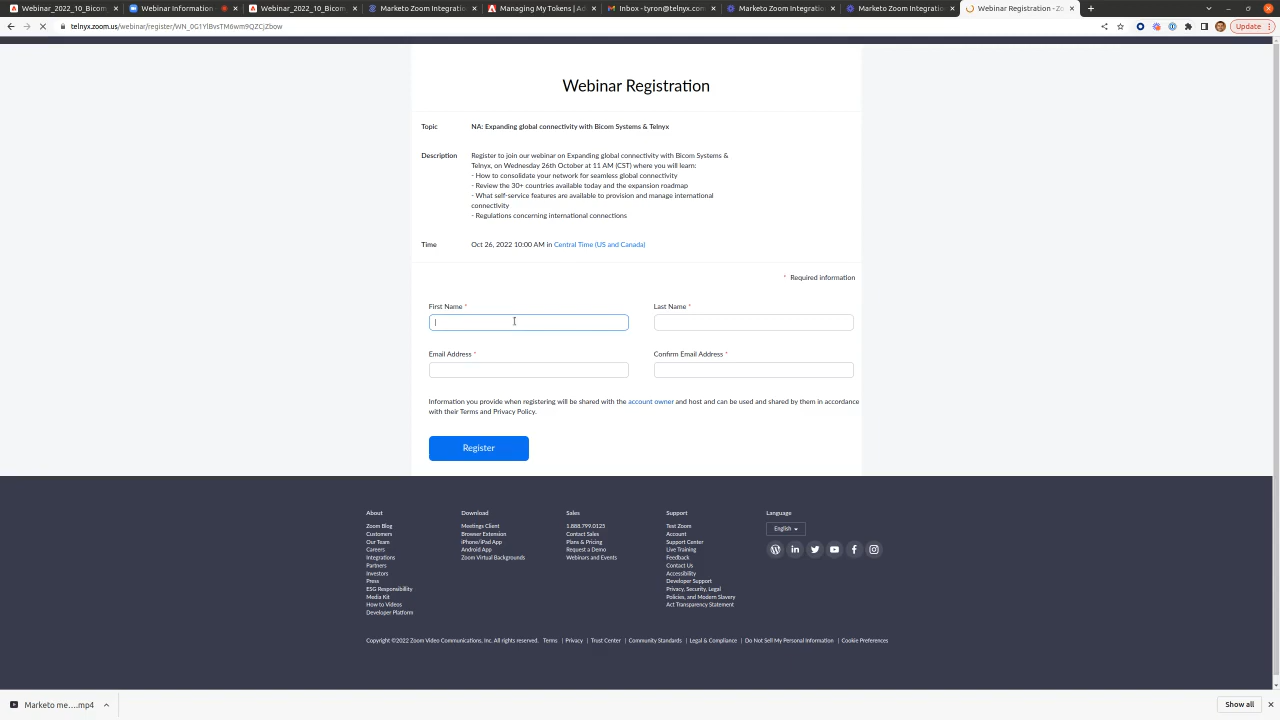 Webinar_2022_10_Bicom
Webinar Information
Webinar_2022_10_Bicom
Marketo Zoom Integratio
Managing My Tokens | Ad
Inbox - tyron@telnyx.com
Marketo Zoom Integratio
Marketo Zoom Integratio
Webinar Registration - Zo
Update
Webinar Registration
Topic
NA: Expanding global connectivity with Bicom Systems & Telnyx
Description
Register to join our webinar on Expanding global connectivity with Bicom Systems &
Telnyx, on Wednesday 26th October at 11 AM (CST) where you will learn:
- How to consolidate your network for seamless global connectivity
- Review the 30+ countries available today and the expansion roadmap
- What self-service features are available to provision and manage international
connectivity
- Regulations concerning international connections
Time
Oct 26, 2022 10:00 AM in Central Time (US and Canada)
* Required information
First Name *
Last Name *
Email Address *
Confirm Email Address *
Information you provide when registering will be shared with the account owner and host and can be used and shared by them in accordance
with their Terms and Privacy Policy.
Register
About
Zoom Blog
Customers
Our Team
Careers
Integrations
Partners
Investors
Press
ESG Responsibility
Media Kit
How to Videos
Developer Platform
Download
Meetings Client
Browser Extension
iPhone/iPad App
Android App
Zoom Virtual Backgrounds
Sales
1.888.799.0125
Contact Sales
Plans & Pricing
Request a Demo
Webinars and Events
Support
Test Zoom
Account
Support Center
Live Training
Feedback
Contact Us
Accessibility
Developer Support
Privacy, Security, Legal
Policies, and Modern Slavery
Act Transparency Statement
Language
English
Copyright ©2022 Zoom Video Communications, Inc. All rights reserved. Terms | Privacy | Trust Center | Community Standards | Legal & Compliance | Do Not Sell My Personal Information | Cookie Preferences
Marketo me....mp4
Show all